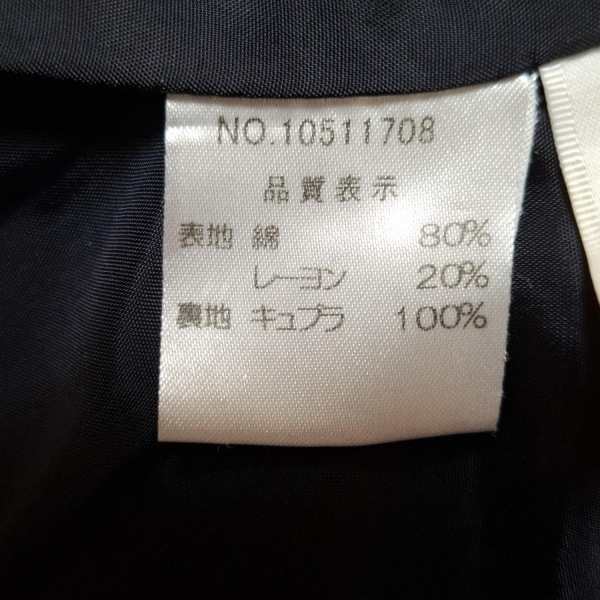 NO.10511708
品質表示
表地 綿 80%
レーヨン 20%
裏地 キュプラ 100%